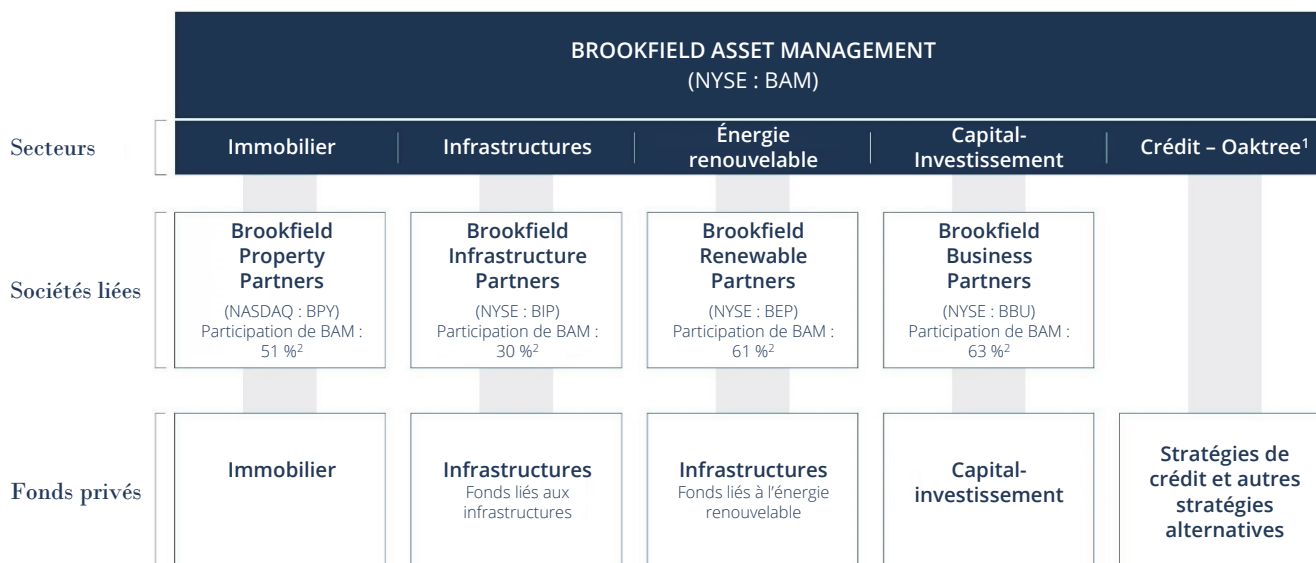 BROOKFIELD ASSET MANAGEMENT
(NYSE : BAM)
Secteurs
Immobilier
Infrastructures
Énergie
renouvelable
Capital-
Investissement
Crédit – Oaktree¹
Sociétés liées
Brookfield
Property
Partners
(NASDAQ : BPY)
Participation de BAM :
51 %²
Brookfield
Infrastructure
Partners
(NYSE : BIP)
Participation de BAM :
30 %²
Brookfield
Renewable
Partners
(NYSE : BEP)
Participation de BAM :
61 %²
Brookfield
Business
Partners
(NYSE : BBU)
Participation de BAM :
63 %²
Fonds privés
Immobilier
Infrastructures
Fonds liés aux
infrastructures
Infrastructures
Fonds liés à l’énergie
renouvelable
Capital-
investissement
Stratégies de
crédit et autres
stratégies
alternatives